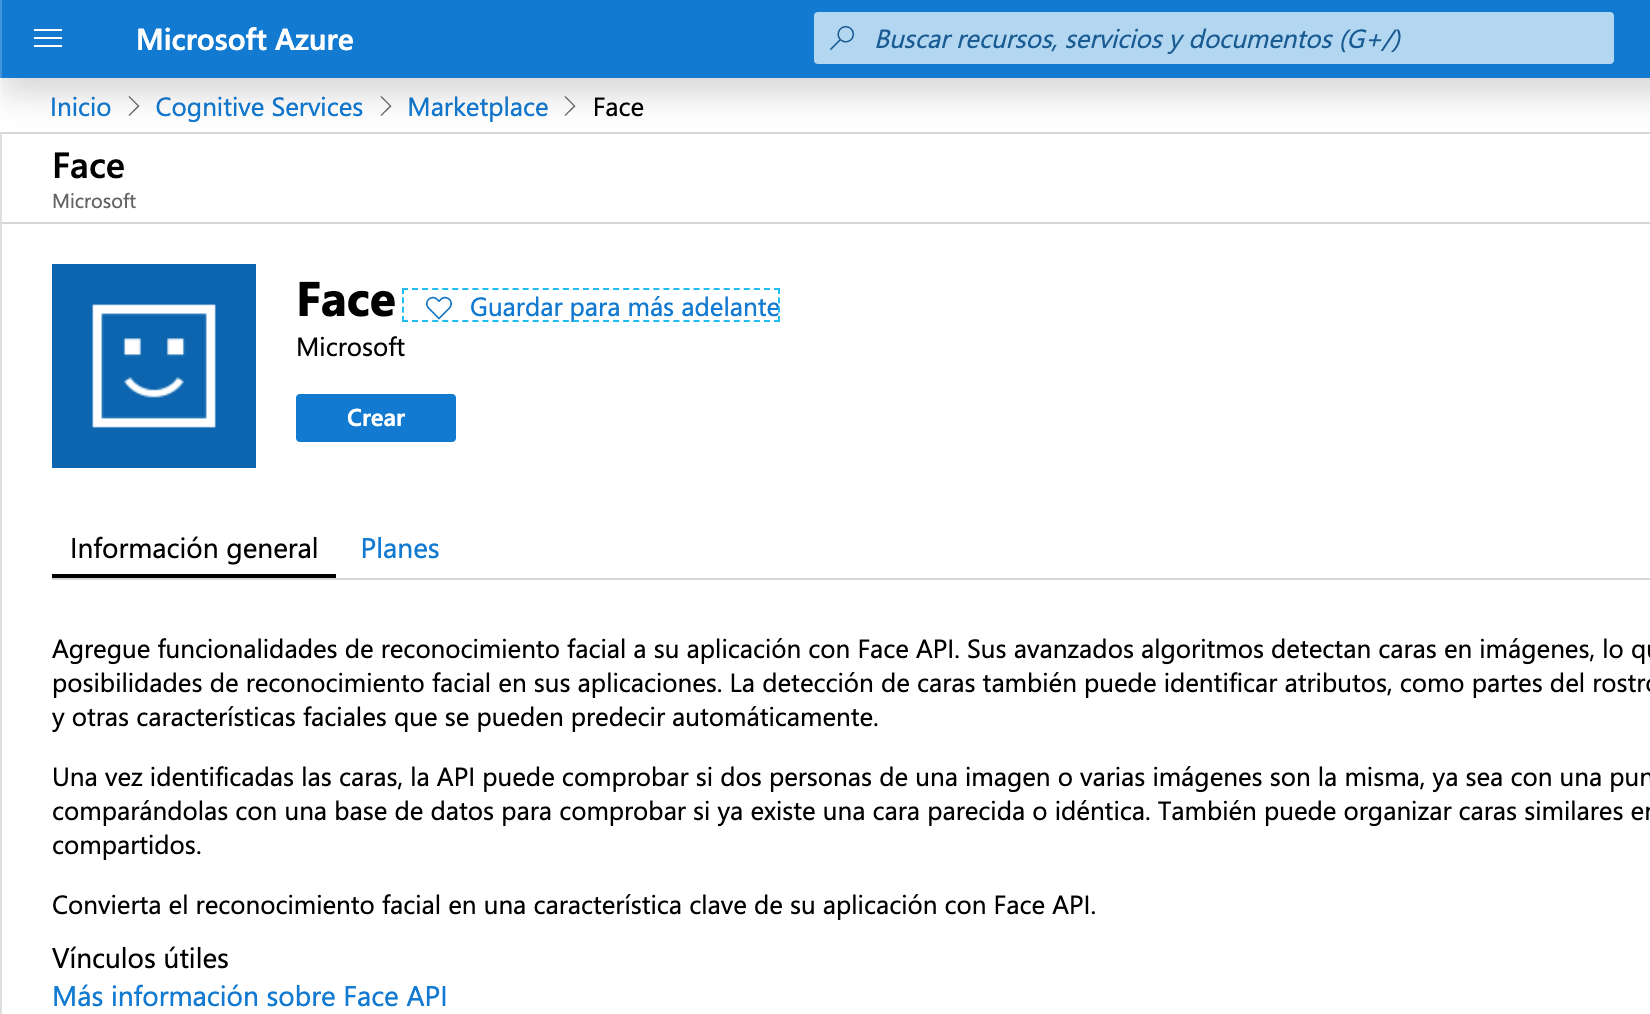 Microsoft Azure
Buscar recursos, servicios y documentos (G+/)
Inicio > Cognitive Services > Marketplace > Face
Face
Microsoft
Face
Guardar para más adelante
Microsoft
Crear
Información general Planes
Agregue funcionalidades de reconocimiento facial a su aplicación con Face API. Sus avanzados algoritmos detectan caras en imágenes, lo
posibilidades de reconocimiento facial en sus aplicaciones. La detección de caras también puede identificar atributos, como partes del
y otras características faciales que se pueden predecir automáticamente.
Una vez identificadas las caras, la API puede comprobar si dos personas de una imagen o varias imágenes son la misma, ya sea con una
comparándolas con una base de datos para comprobar si ya existe una cara parecida o idéntica. También puede organizar caras similares
compartidos.
Convierta el reconocimiento facial en una característica clave de su aplicación con Face API.
Vínculos útiles
Más información sobre Face API